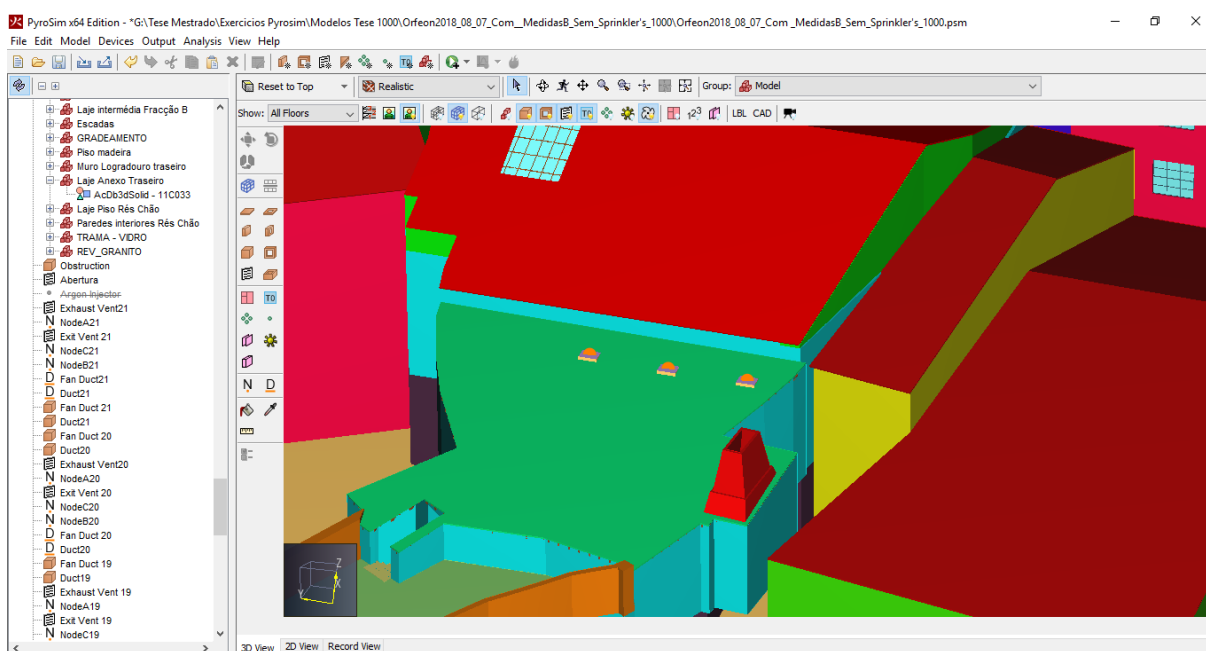 PyroSim x64 Edition - *G:\Tese Mestrado\Exercicios Pyrosim\Modelos Tese 1000\Orfeon2018_08_07_Com__MedidasB_Sem_Sprinkler's_1000\Orfeon2018_08_07_Com _MedidasB_Sem_Sprinkler's_1000.psm
File Edit Model Devices Output Analysis View Help
Reset to Top Realistic Group: Model
Show: All Floors LBL CAD
Laje intermédia Fracção B
Escadas
GRADEAMENTO
Piso madeira
Muro Logradouro traseiro
Laje Anexo Traseiro
AcDb3dSolid - 11C033
Laje Piso Rés Chão
Paredes interiores Rés Chão
TRAMA - VIDRO
REV_GRANITO
Obstruction
Abertura
Argon Injector
Exhaust Vent21
N NodeA21
Exit Vent 21
N NodeC21
N NodeB21
D Fan Duct21
D Duct21
Fan Duct 21
Duct21
Fan Duct 20
Duct20
Exhaust Vent20
N NodeA20
Exit Vent 20
N NodeC20
N NodeB20
D Fan Duct 20
D Duct20
Fan Duct 19
Duct19
Exhaust Vent 19
N NodeA19
Exit Vent 19
N NodeC19
N D
Z
X
Y
3D View 2D View Record View